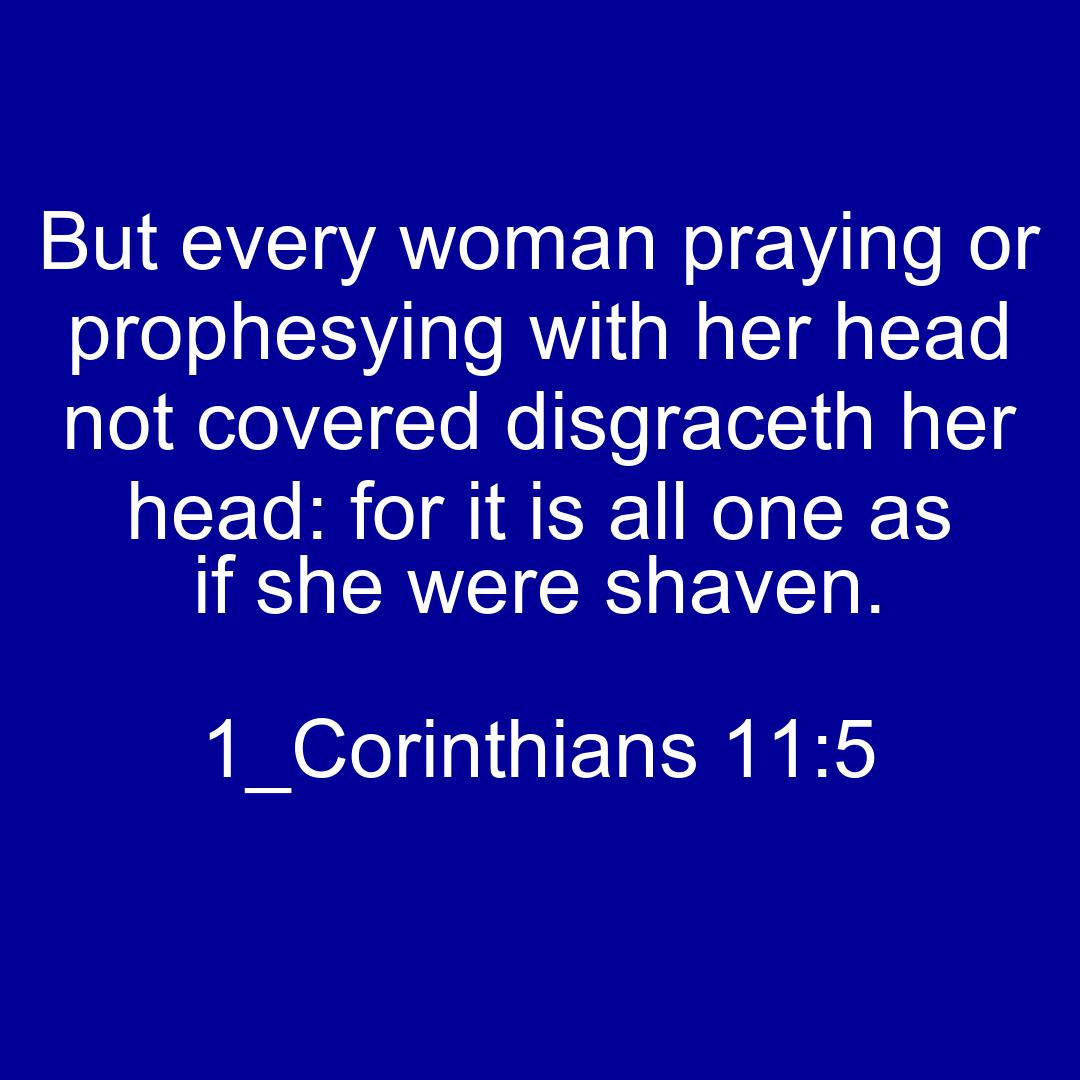 But every woman praying or
prophesying with her head
not covered disgraceth her
head: for it is all one as
if she were shaven.
1_Corinthians 11:5